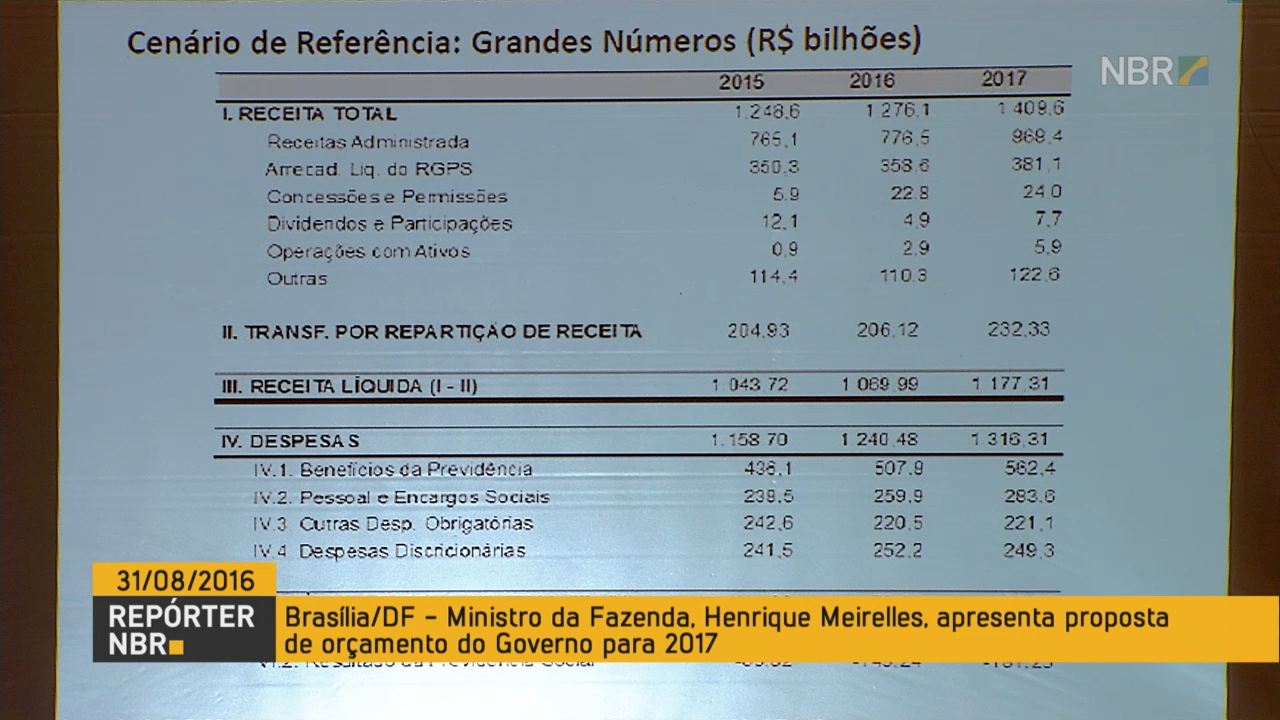 Cenário de Referência: Grandes Números (R$ bilhões)
NBR
2015 2016 2017
I. RECEITA TOTAL 1.248,6 1 276,1 1 409,6
Receitas Administrada 765,1 776,5 868,4
Arrecad. Liq. do RGPS 350,3 358,6 381,1
Concessões e Permissões 5,9 22,8 24,0
Dividendos e Participações 12,1 4,9 7,7
Operações com Ativos 0,9 2,9 5,9
Outras 114,4 110,3 122,6
II. TRANSF. POR REPARTIÇÃO DE RECEITA 204,93 206,12 232,33
III. RECEITA LÍQUIDA (I - II) 1 043,72 1 069,99 1 177,31
IV. DESPESAS 1.158,70 1 240,48 1 316,31
IV.1. Benefícios da Previdência 436,1 507,9 562,4
IV.2. Pessoal e Encargos Sociais 238,5 259,9 283,6
IV.3 Outras Desp. Obrigatórias 242,6 220,5 221,1
IV.4 Despesas Discricionárias 241,5 252,2 249,3
31/08/2016
REPÓRTER
NBR
Brasília/DF - Ministro da Fazenda, Henrique Meirelles, apresenta proposta
de orçamento do Governo para 2017